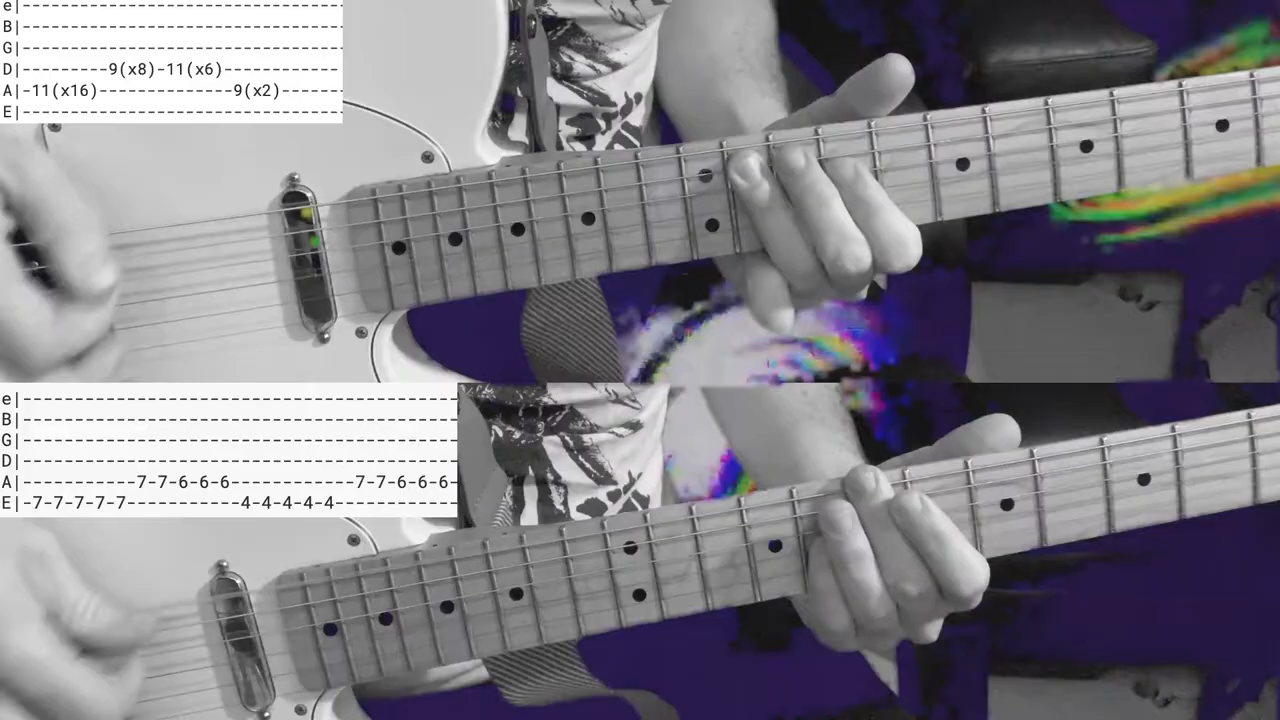 e|---------------------------------
B|---------------------------------
G|---------------------------------
D|---------9(x8)-11(x6)------------
A|-11(x16)--------------9(x2)------
E|---------------------------------
e|------------------------------------------
B|------------------------------------------
G|------------------------------------------
D|------------------------------------------
A|-----------7-7-6-6-6------------7-7-6-6-6-
E|-7-7-7-7-7-----------4-4-4-4-4------------